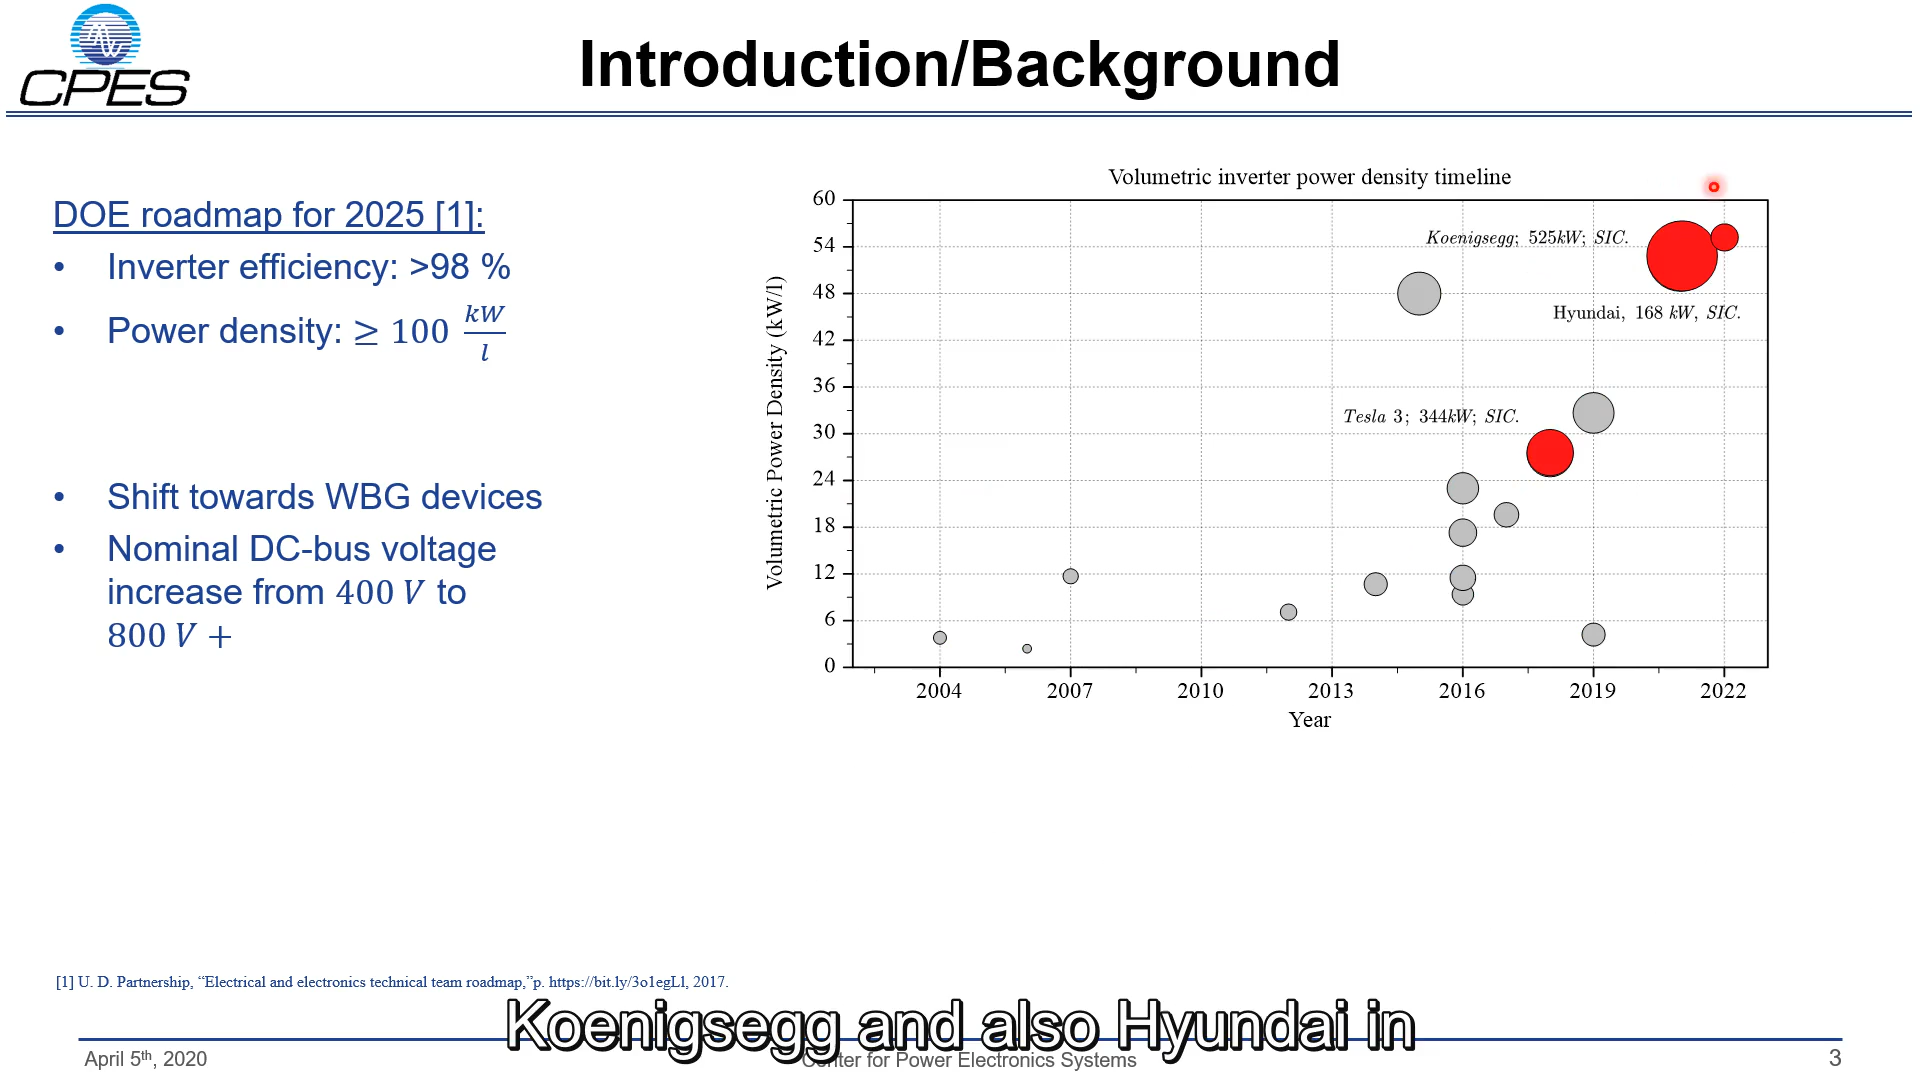 CPES
Introduction/Background
DOE roadmap for 2025 [1]:
• Inverter efficiency: >98 %
• Power density: ≥ 100 kW/l
• Shift towards WBG devices
• Nominal DC-bus voltage
increase from 400 V to
800 V +
Volumetric inverter power density timeline
Volumetric Power Density (kW/l)
60
54
48
42
36
30
24
18
12
6
0
Koenigsegg; 525kW; SIC.
Hyundai, 168 kW, SIC.
Tesla 3; 344kW; SIC.
2004 2007 2010 2013 2016 2019 2022
Year
[1] U. D. Partnership, “Electrical and electronics technical team roadmap,”p. https://bit.ly/3o1egLl, 2017.
Koenigsegg and also Hyundai in
April 5th, 2020
Center for Power Electronics Systems
3